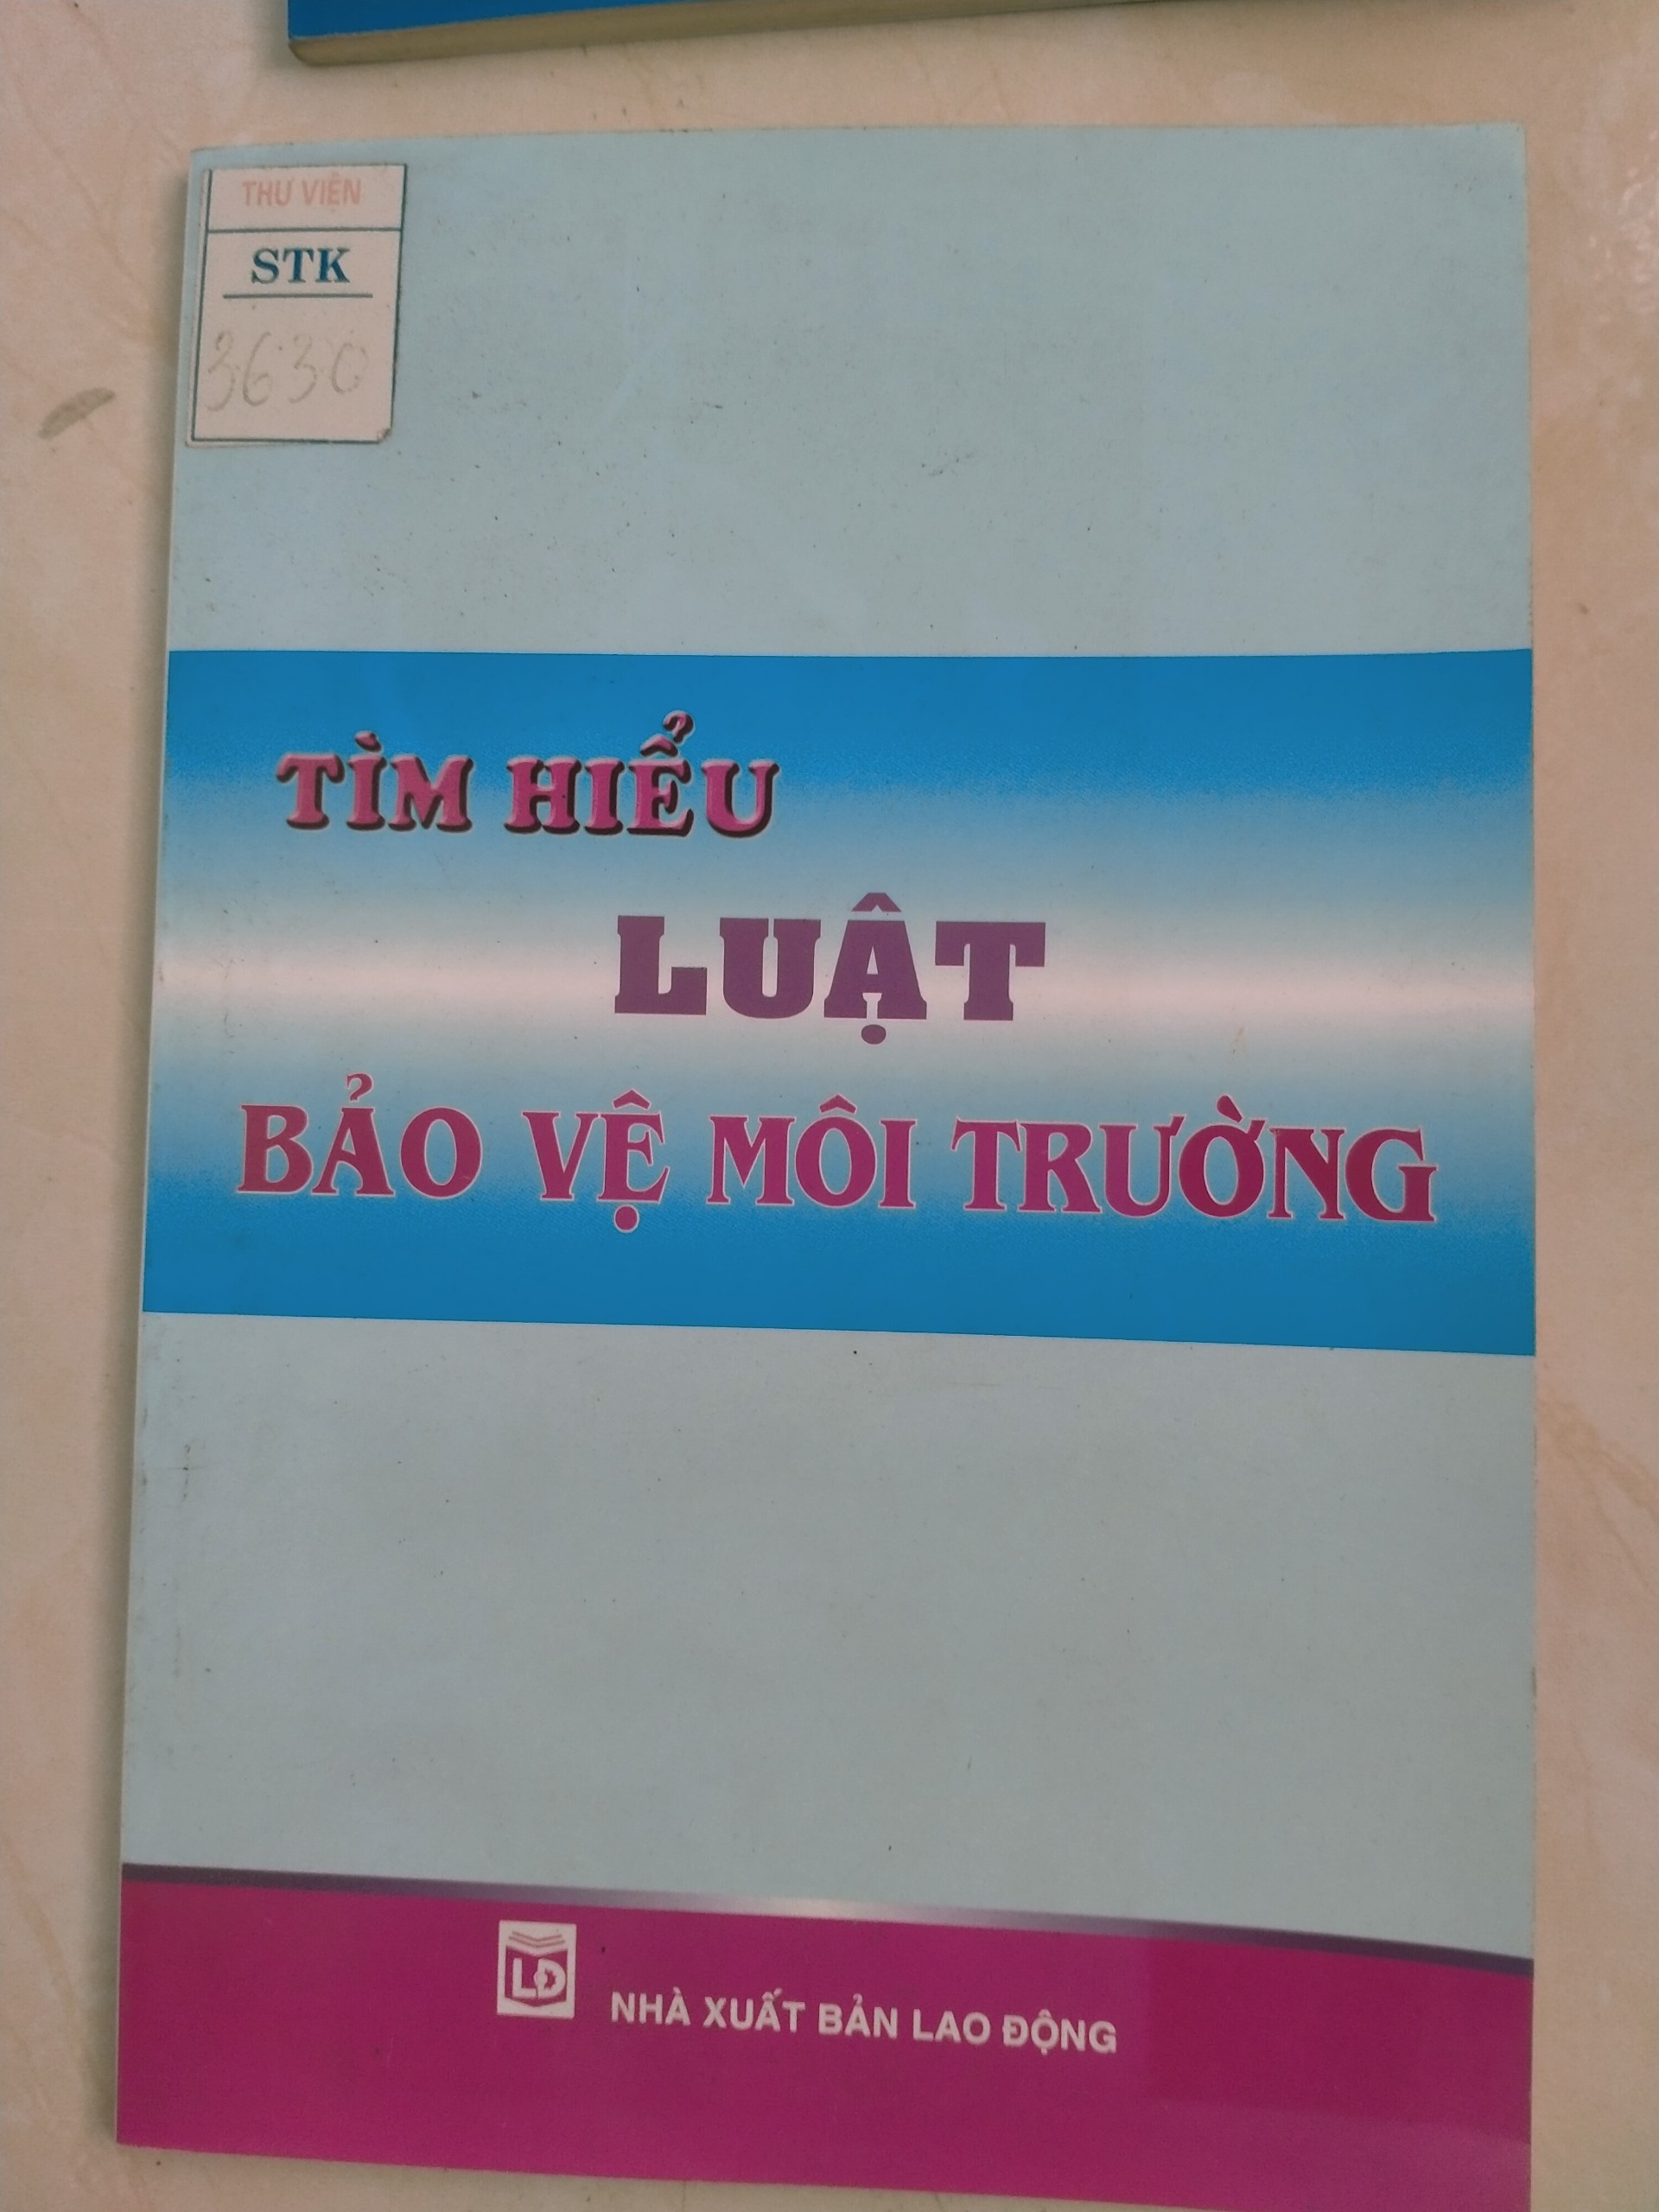 THƯ VIỆN
STK
3630
TÌM HIỂU
LUẬT
BẢO VỆ MÔI TRƯỜNG
LĐ
NHÀ XUẤT BẢN LAO ĐỘNG